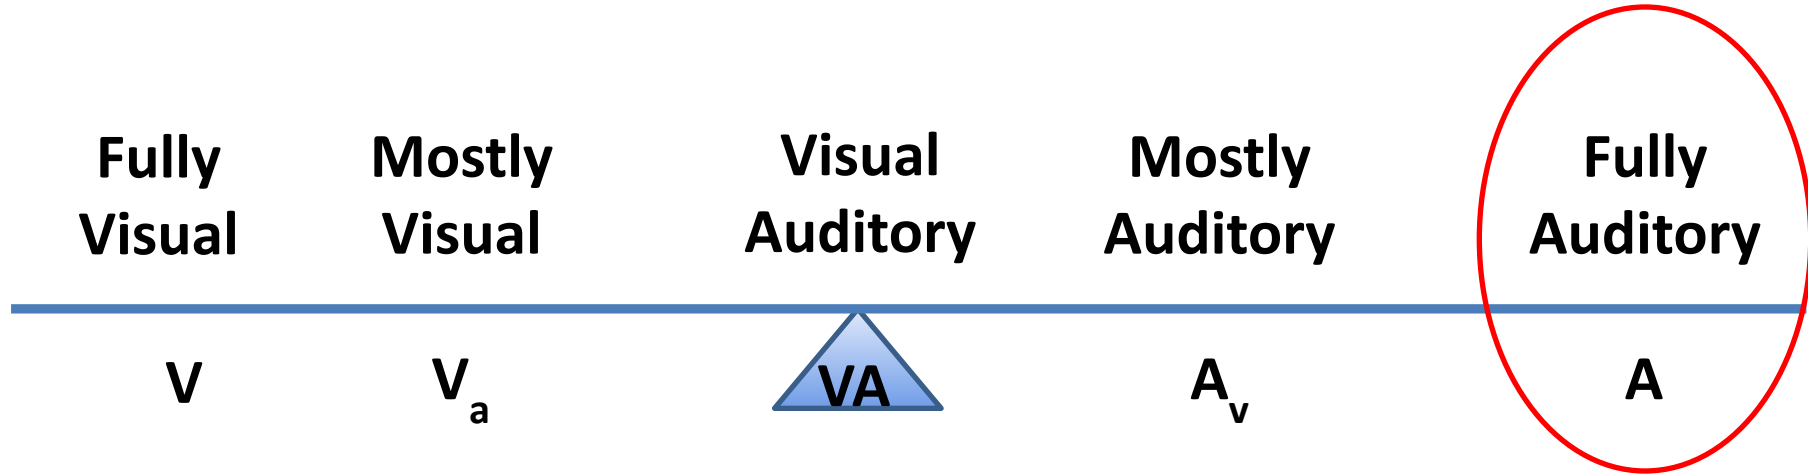 Fully Visual
Mostly Visual
Visual Auditory
Mostly Auditory
Fully Auditory
V
Va
VA
Av
A